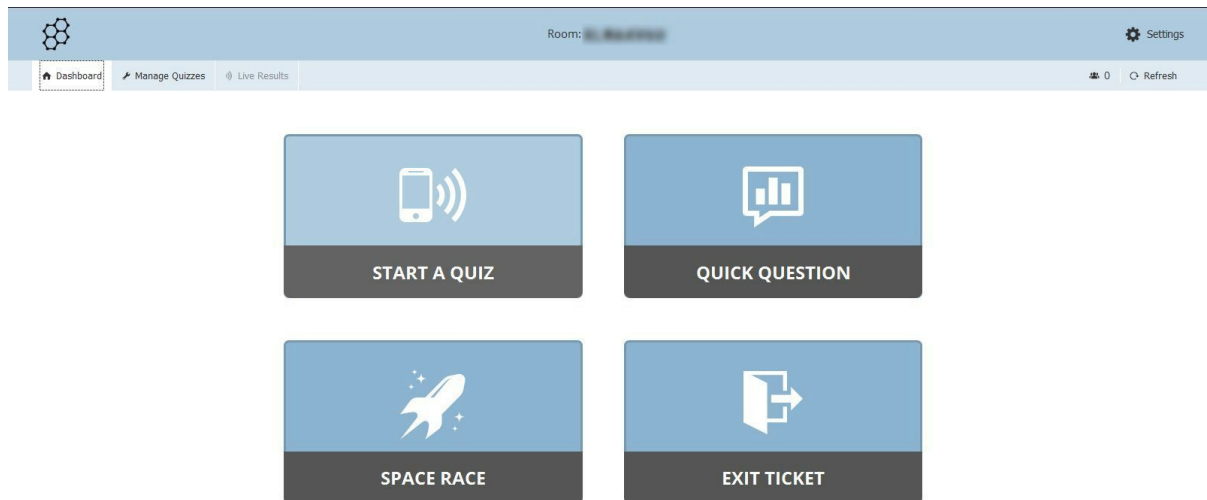 Room:
Settings
Dashboard Manage Quizzes Live Results 0 Refresh
START A QUIZ QUICK QUESTION
SPACE RACE EXIT TICKET